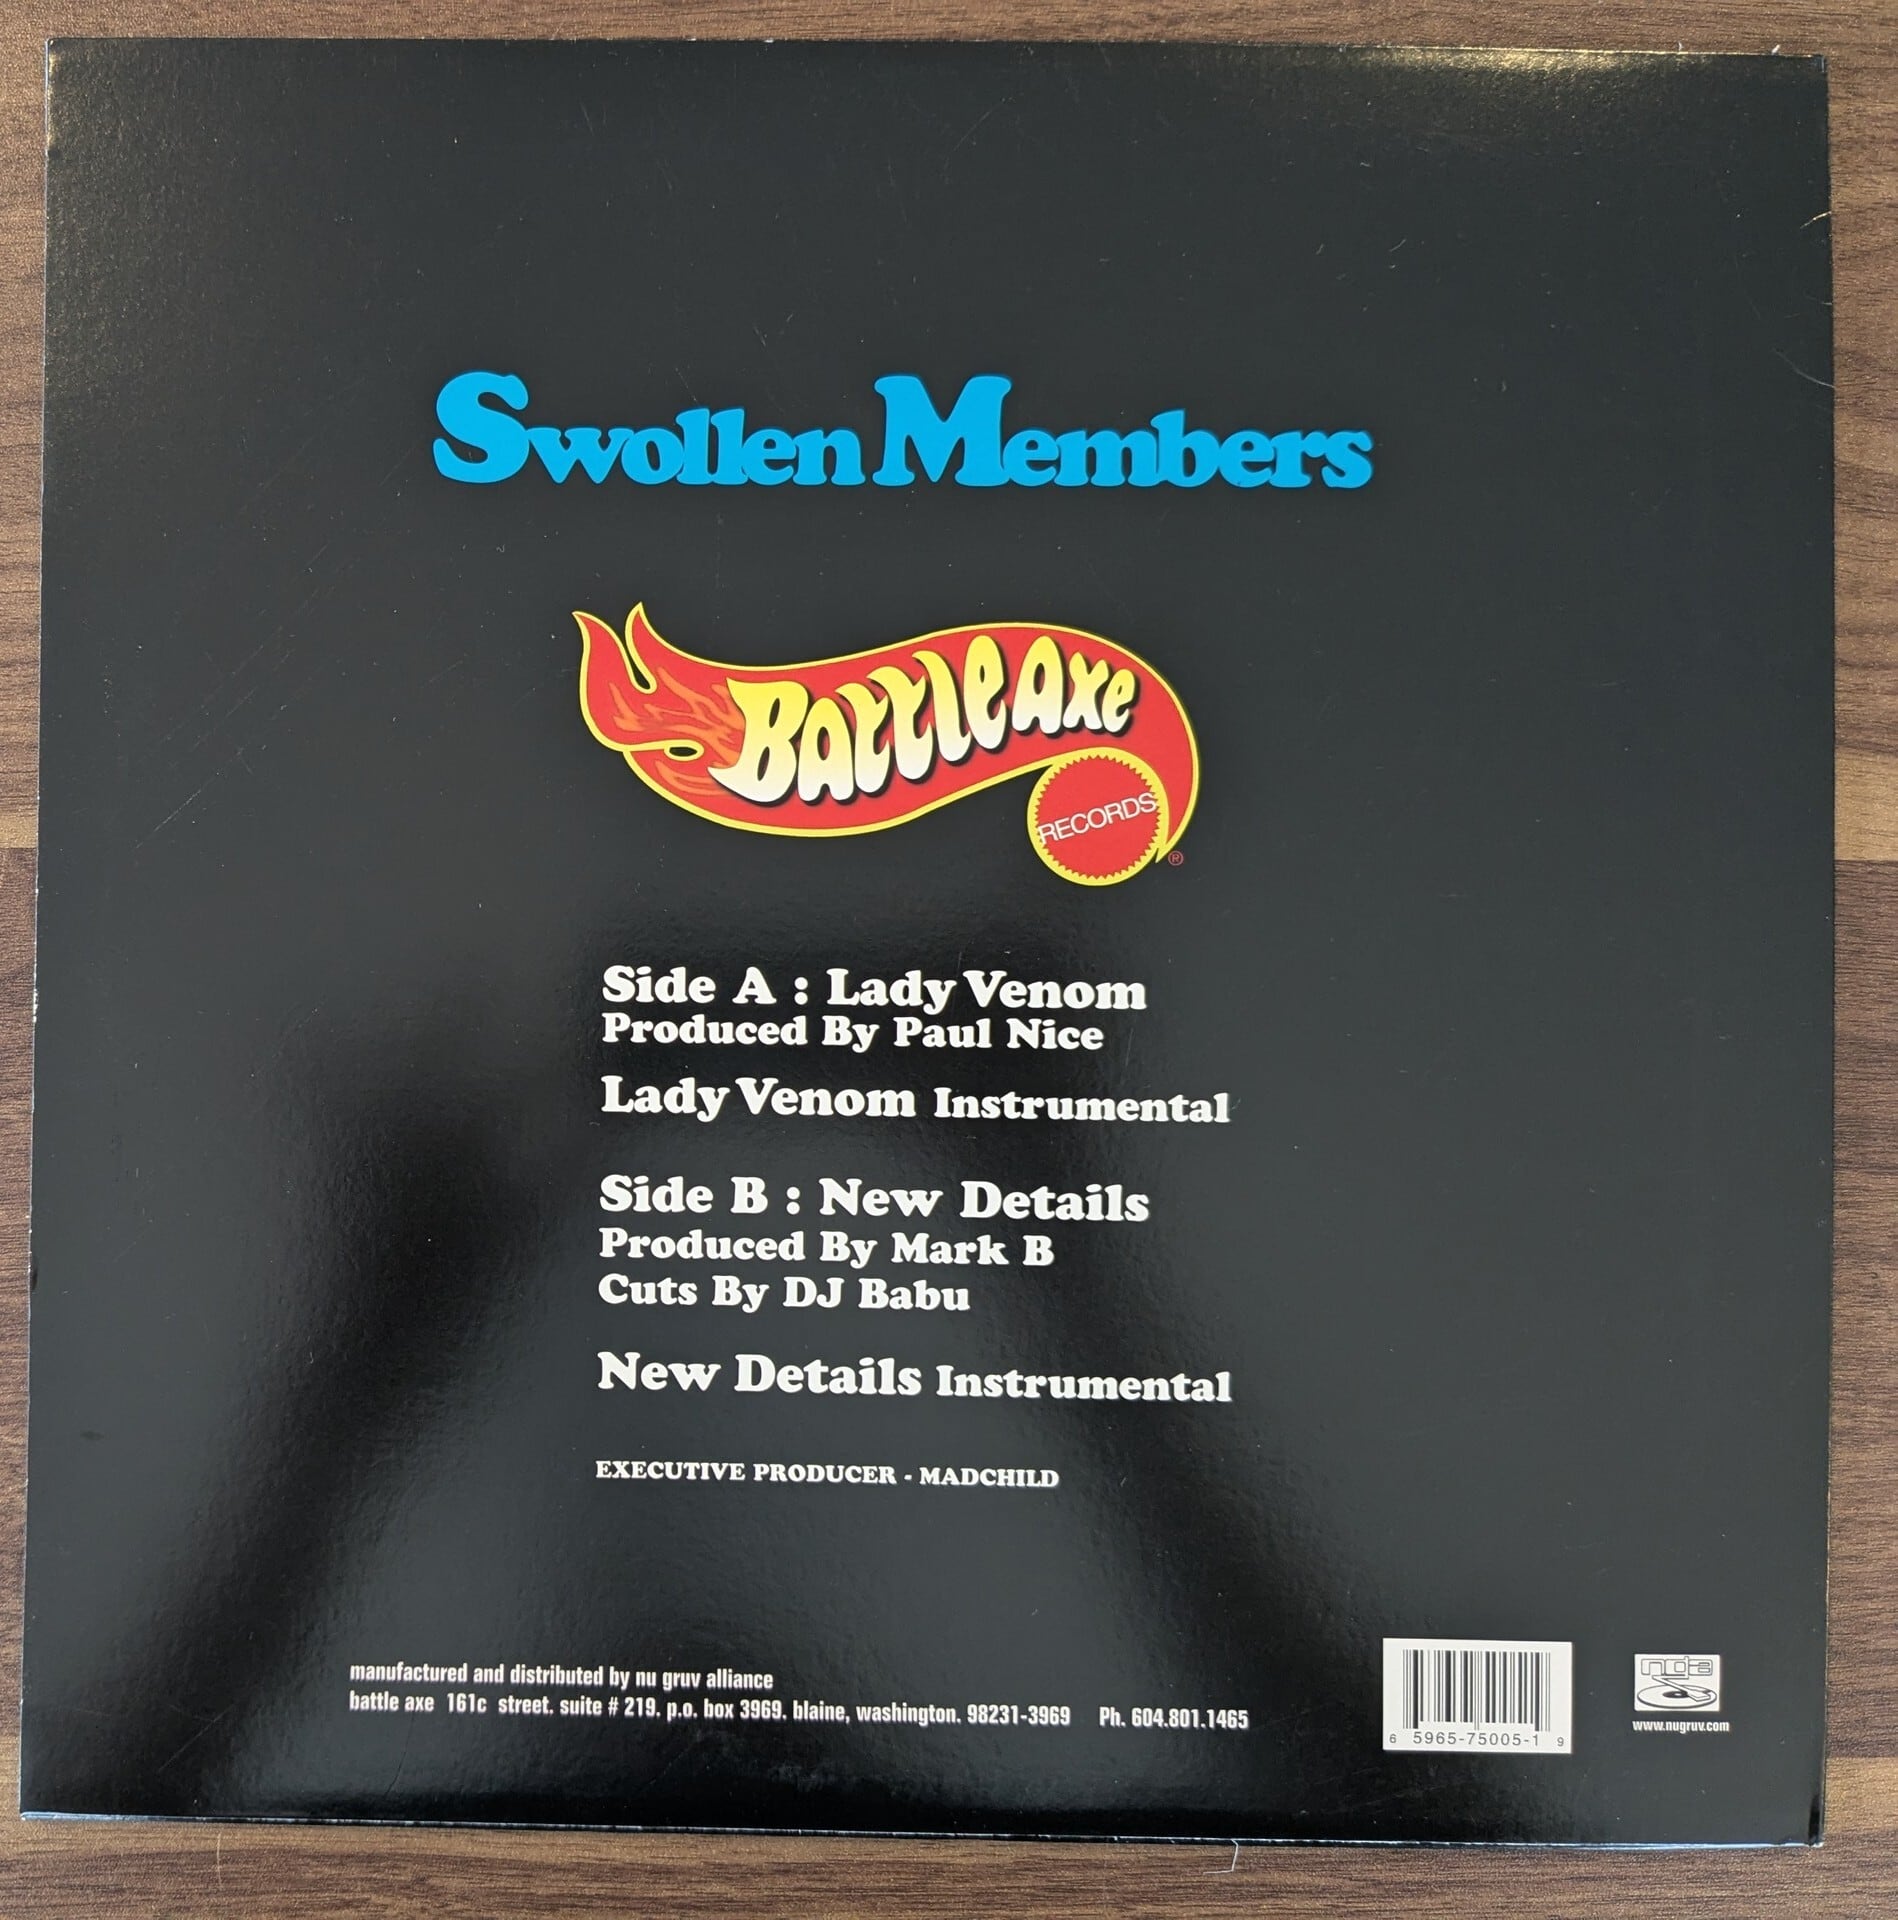 Swollen Members
Battleaxe
RECORDS
®
Side A : Lady Venom
Produced By Paul Nice
Lady Venom Instrumental
Side B : New Details
Produced By Mark B
Cuts By DJ Babu
New Details Instrumental
EXECUTIVE PRODUCER - MADCHILD
manufactured and distributed by nu gruv alliance
battle axe 161c street. suite # 219. p.o. box 3969. blaine, washington. 98231-3969 Ph. 604.801.1465
6 5965-75005-1 9
nga
www.nugruv.com